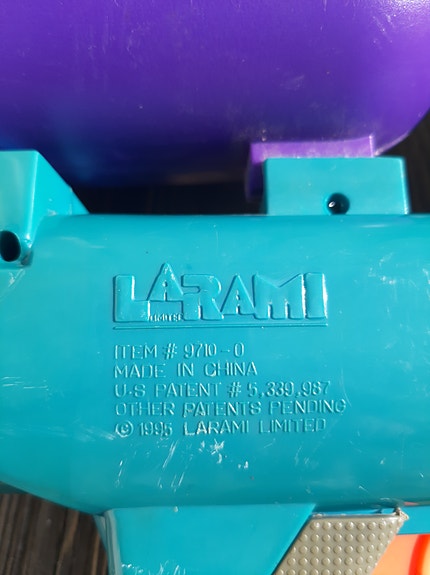 LARAMI
LIMITED
ITEM # 9710-0
MADE IN CHINA
U-S PATENT # 5,339,987
OTHER PATENTS PENDING
© 1995 LARAMI LIMITED